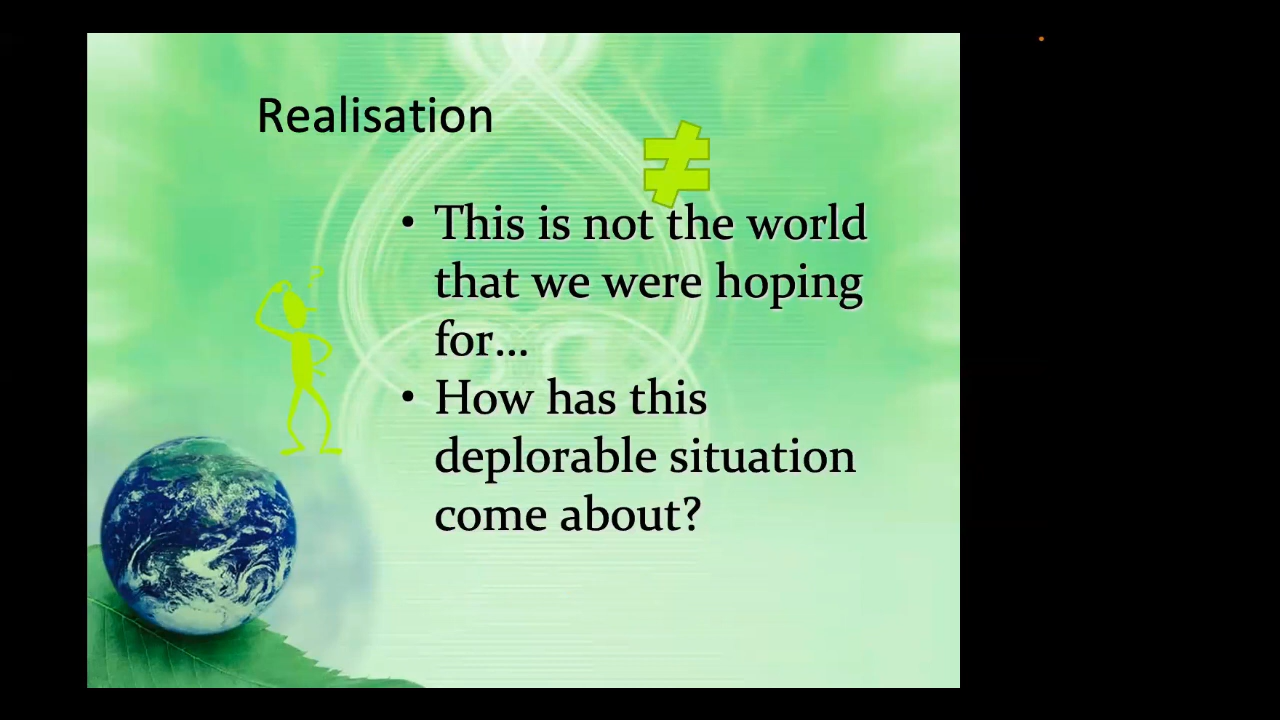 Realisation
≠
• This is not the world
that we were hoping
for...
?
• How has this
deplorable situation
come about?